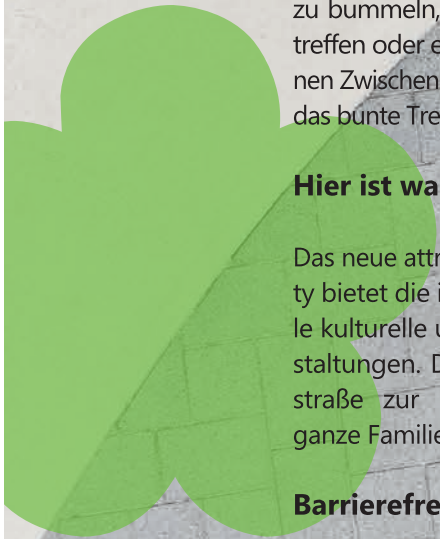 zu bummeln,
treffen oder e
nen Zwischen
das bunte Tre
Hier ist wa
Das neue attr
ty bietet die i
le kulturelle u
staltungen. D
straße zur
ganze Familie
Barrierefre